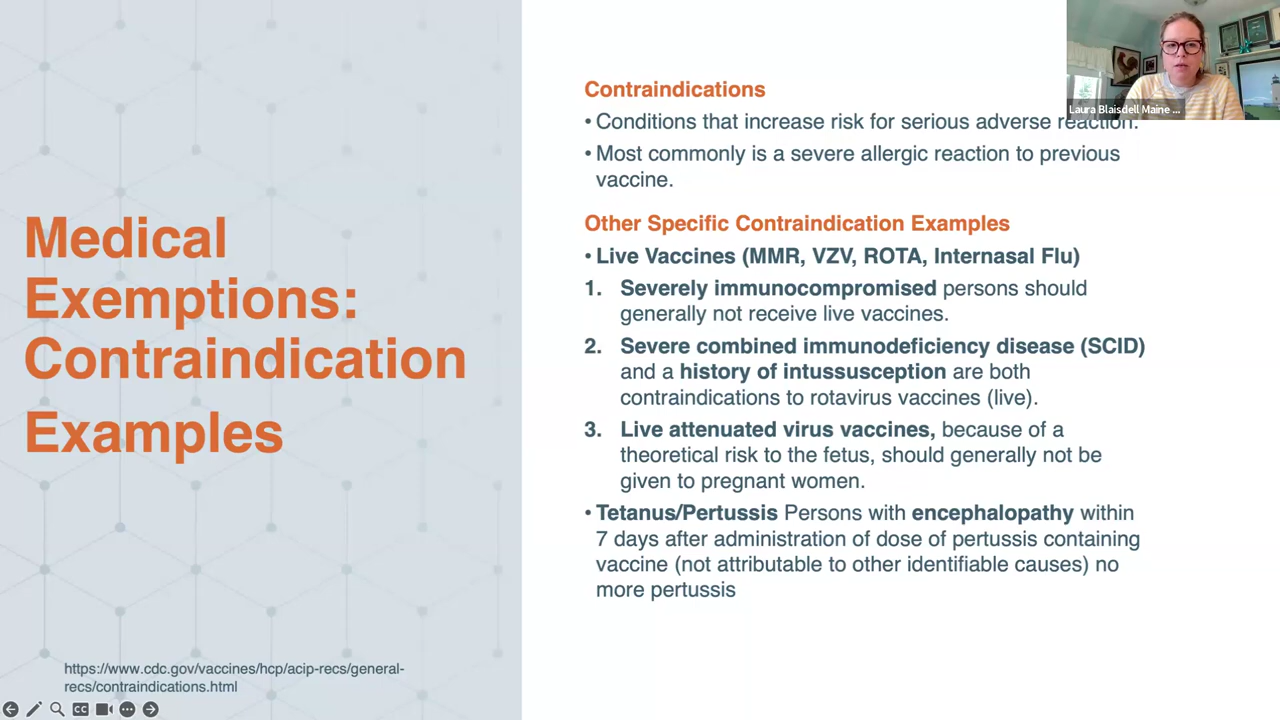 Medical
Exemptions:
Contraindication
Examples
https://www.cdc.gov/vaccines/hcp/acip-recs/general-
recs/contraindications.html
Contraindications
• Conditions that increase risk for serious adverse reaction.
• Most commonly is a severe allergic reaction to previous
vaccine.
Other Specific Contraindication Examples
• Live Vaccines (MMR, VZV, ROTA, Internasal Flu)
1. Severely immunocompromised persons should
generally not receive live vaccines.
2. Severe combined immunodeficiency disease (SCID)
and a history of intussusception are both
contraindications to rotavirus vaccines (live).
3. Live attenuated virus vaccines, because of a
theoretical risk to the fetus, should generally not be
given to pregnant women.
• Tetanus/Pertussis Persons with encephalopathy within
7 days after administration of dose of pertussis containing
vaccine (not attributable to other identifiable causes) no
more pertussis
Laura Blaisdell Maine ...
CC